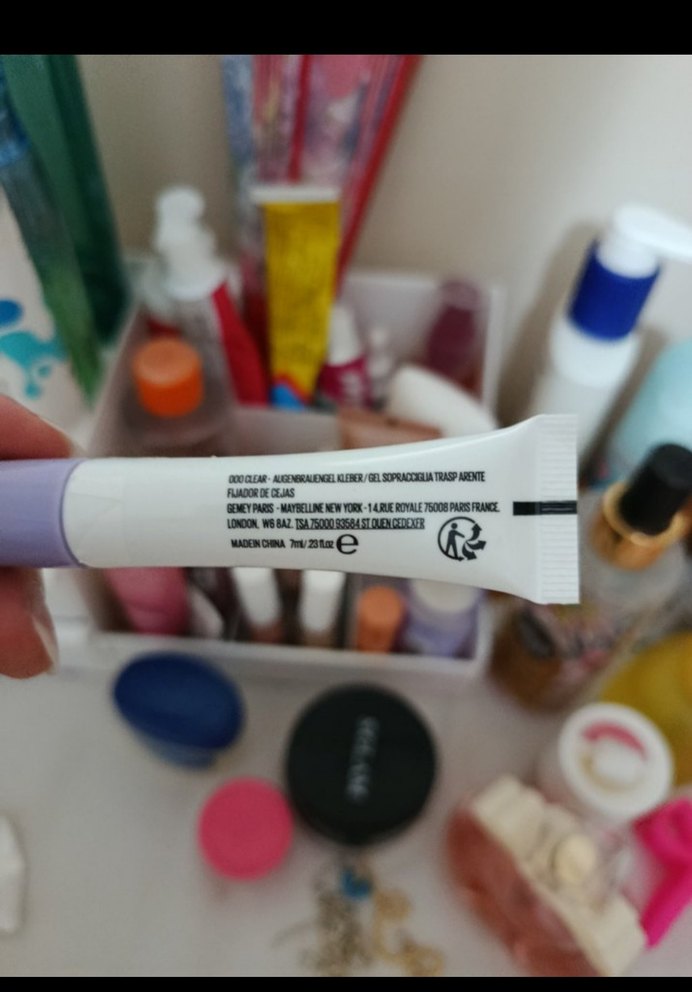 000 CLEAR · AUGENBRAUENGEL KLEBER / GEL SOPRACCIGLIA TRASP ARENTE
FIJADOR DE CEJAS
GEMEY PARIS - MAYBELLINE NEW YORK - 14,RUE ROYALE 75008 PARIS FRANCE,
LONDON, W6 8AZ. TSA 75000 93584 ST OUEN CEDEXFR
MADE IN CHINA 7ml/.23 fl.oz e